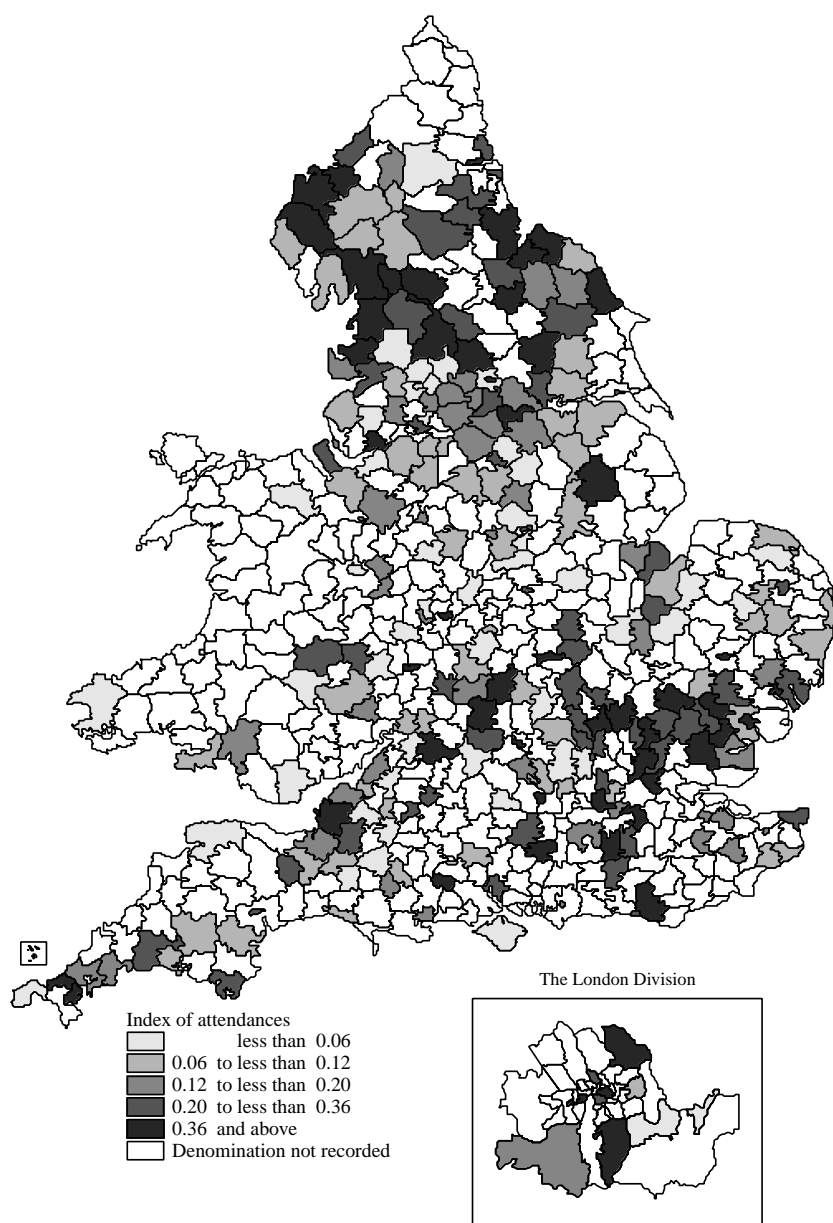 The London Division
Index of attendances
less than 0.06
0.06 to less than 0.12
0.12 to less than 0.20
0.20 to less than 0.36
0.36 and above
Denomination not recorded